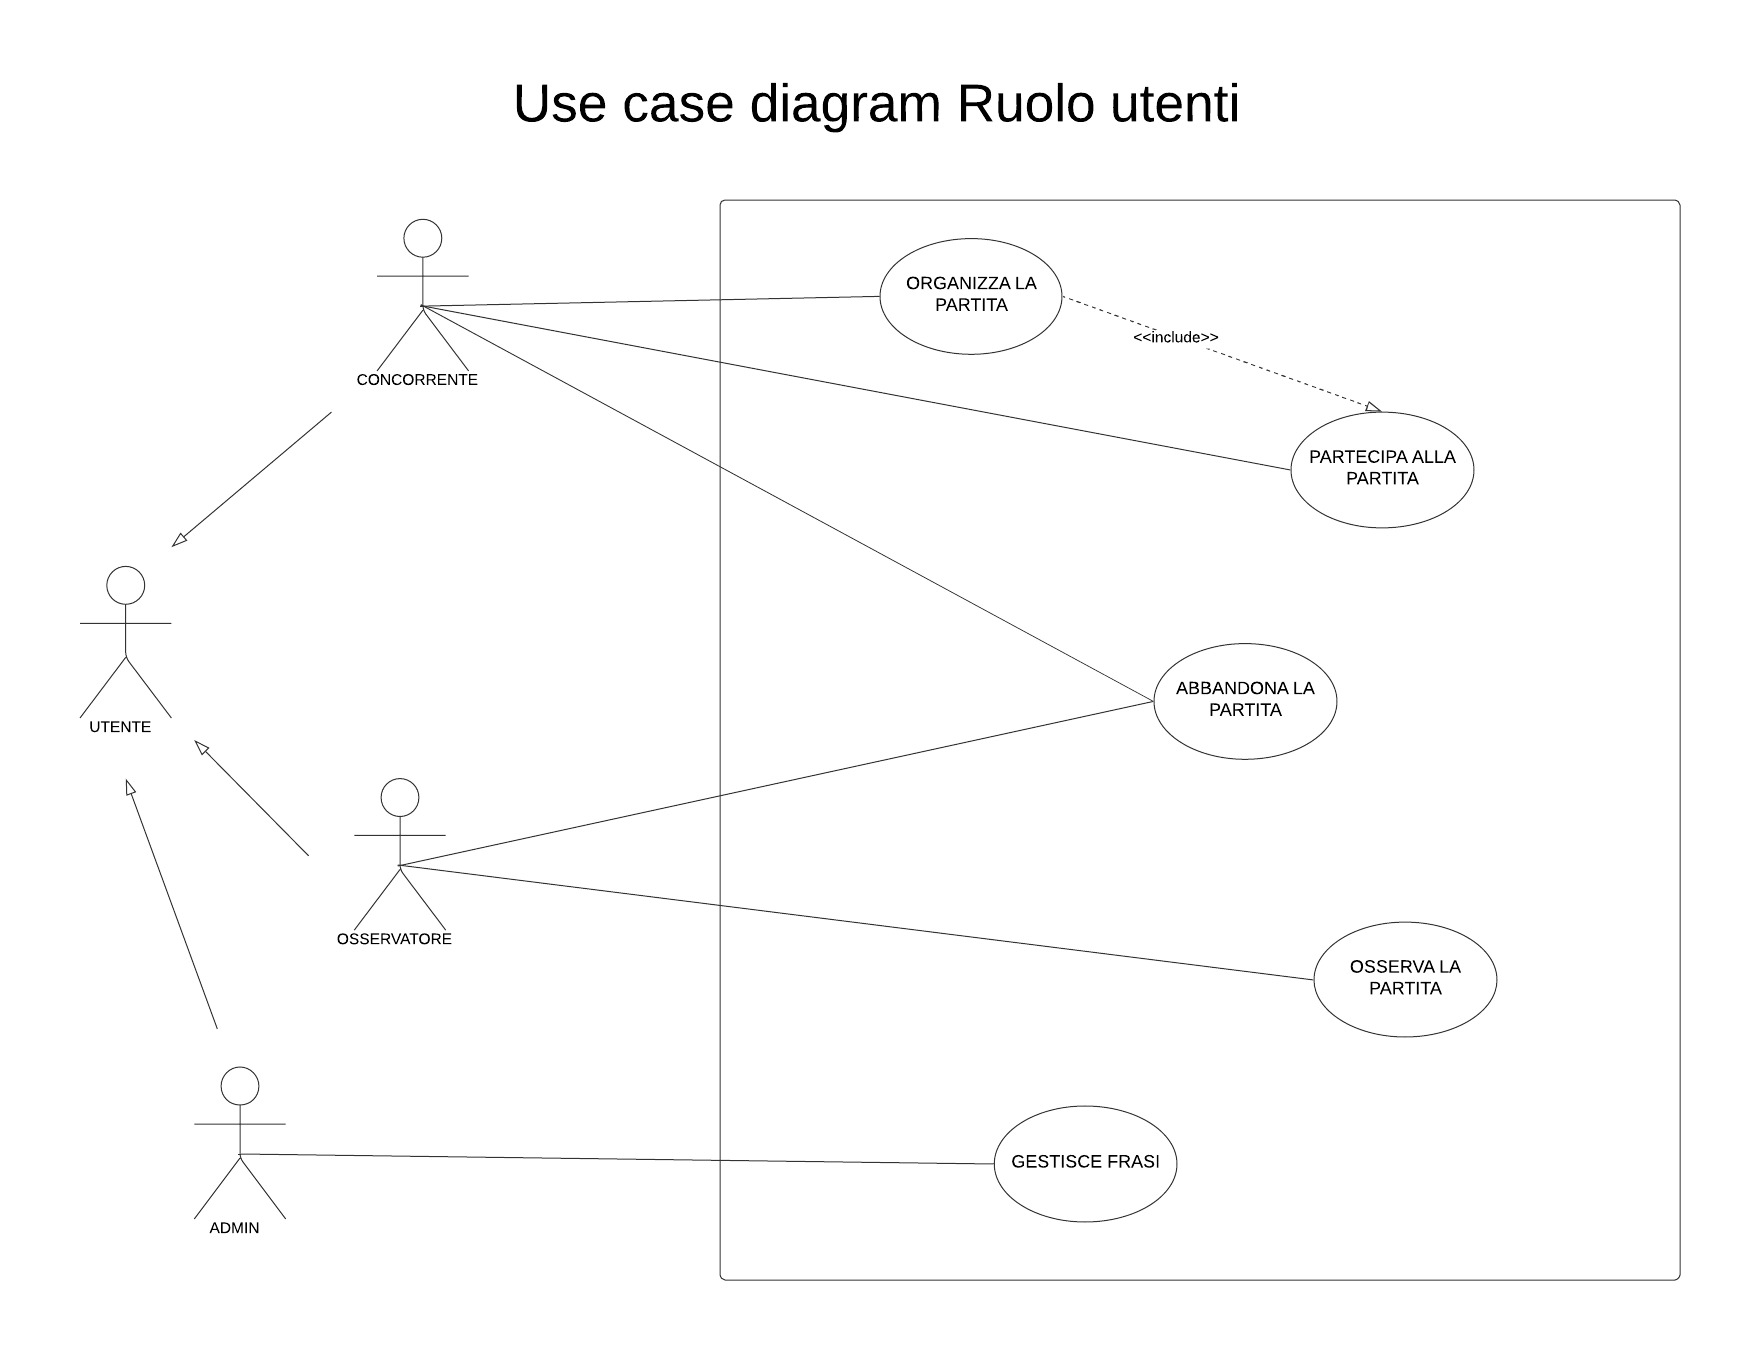 Use case diagram Ruolo utenti
ORGANIZZA LA
PARTITA
<<include>>
CONCORRENTE
PARTECIPA ALLA
PARTITA
ABBANDONA LA
PARTITA
UTENTE
OSSERVATORE
OSSERVA LA
PARTITA
GESTISCE FRASI
ADMIN